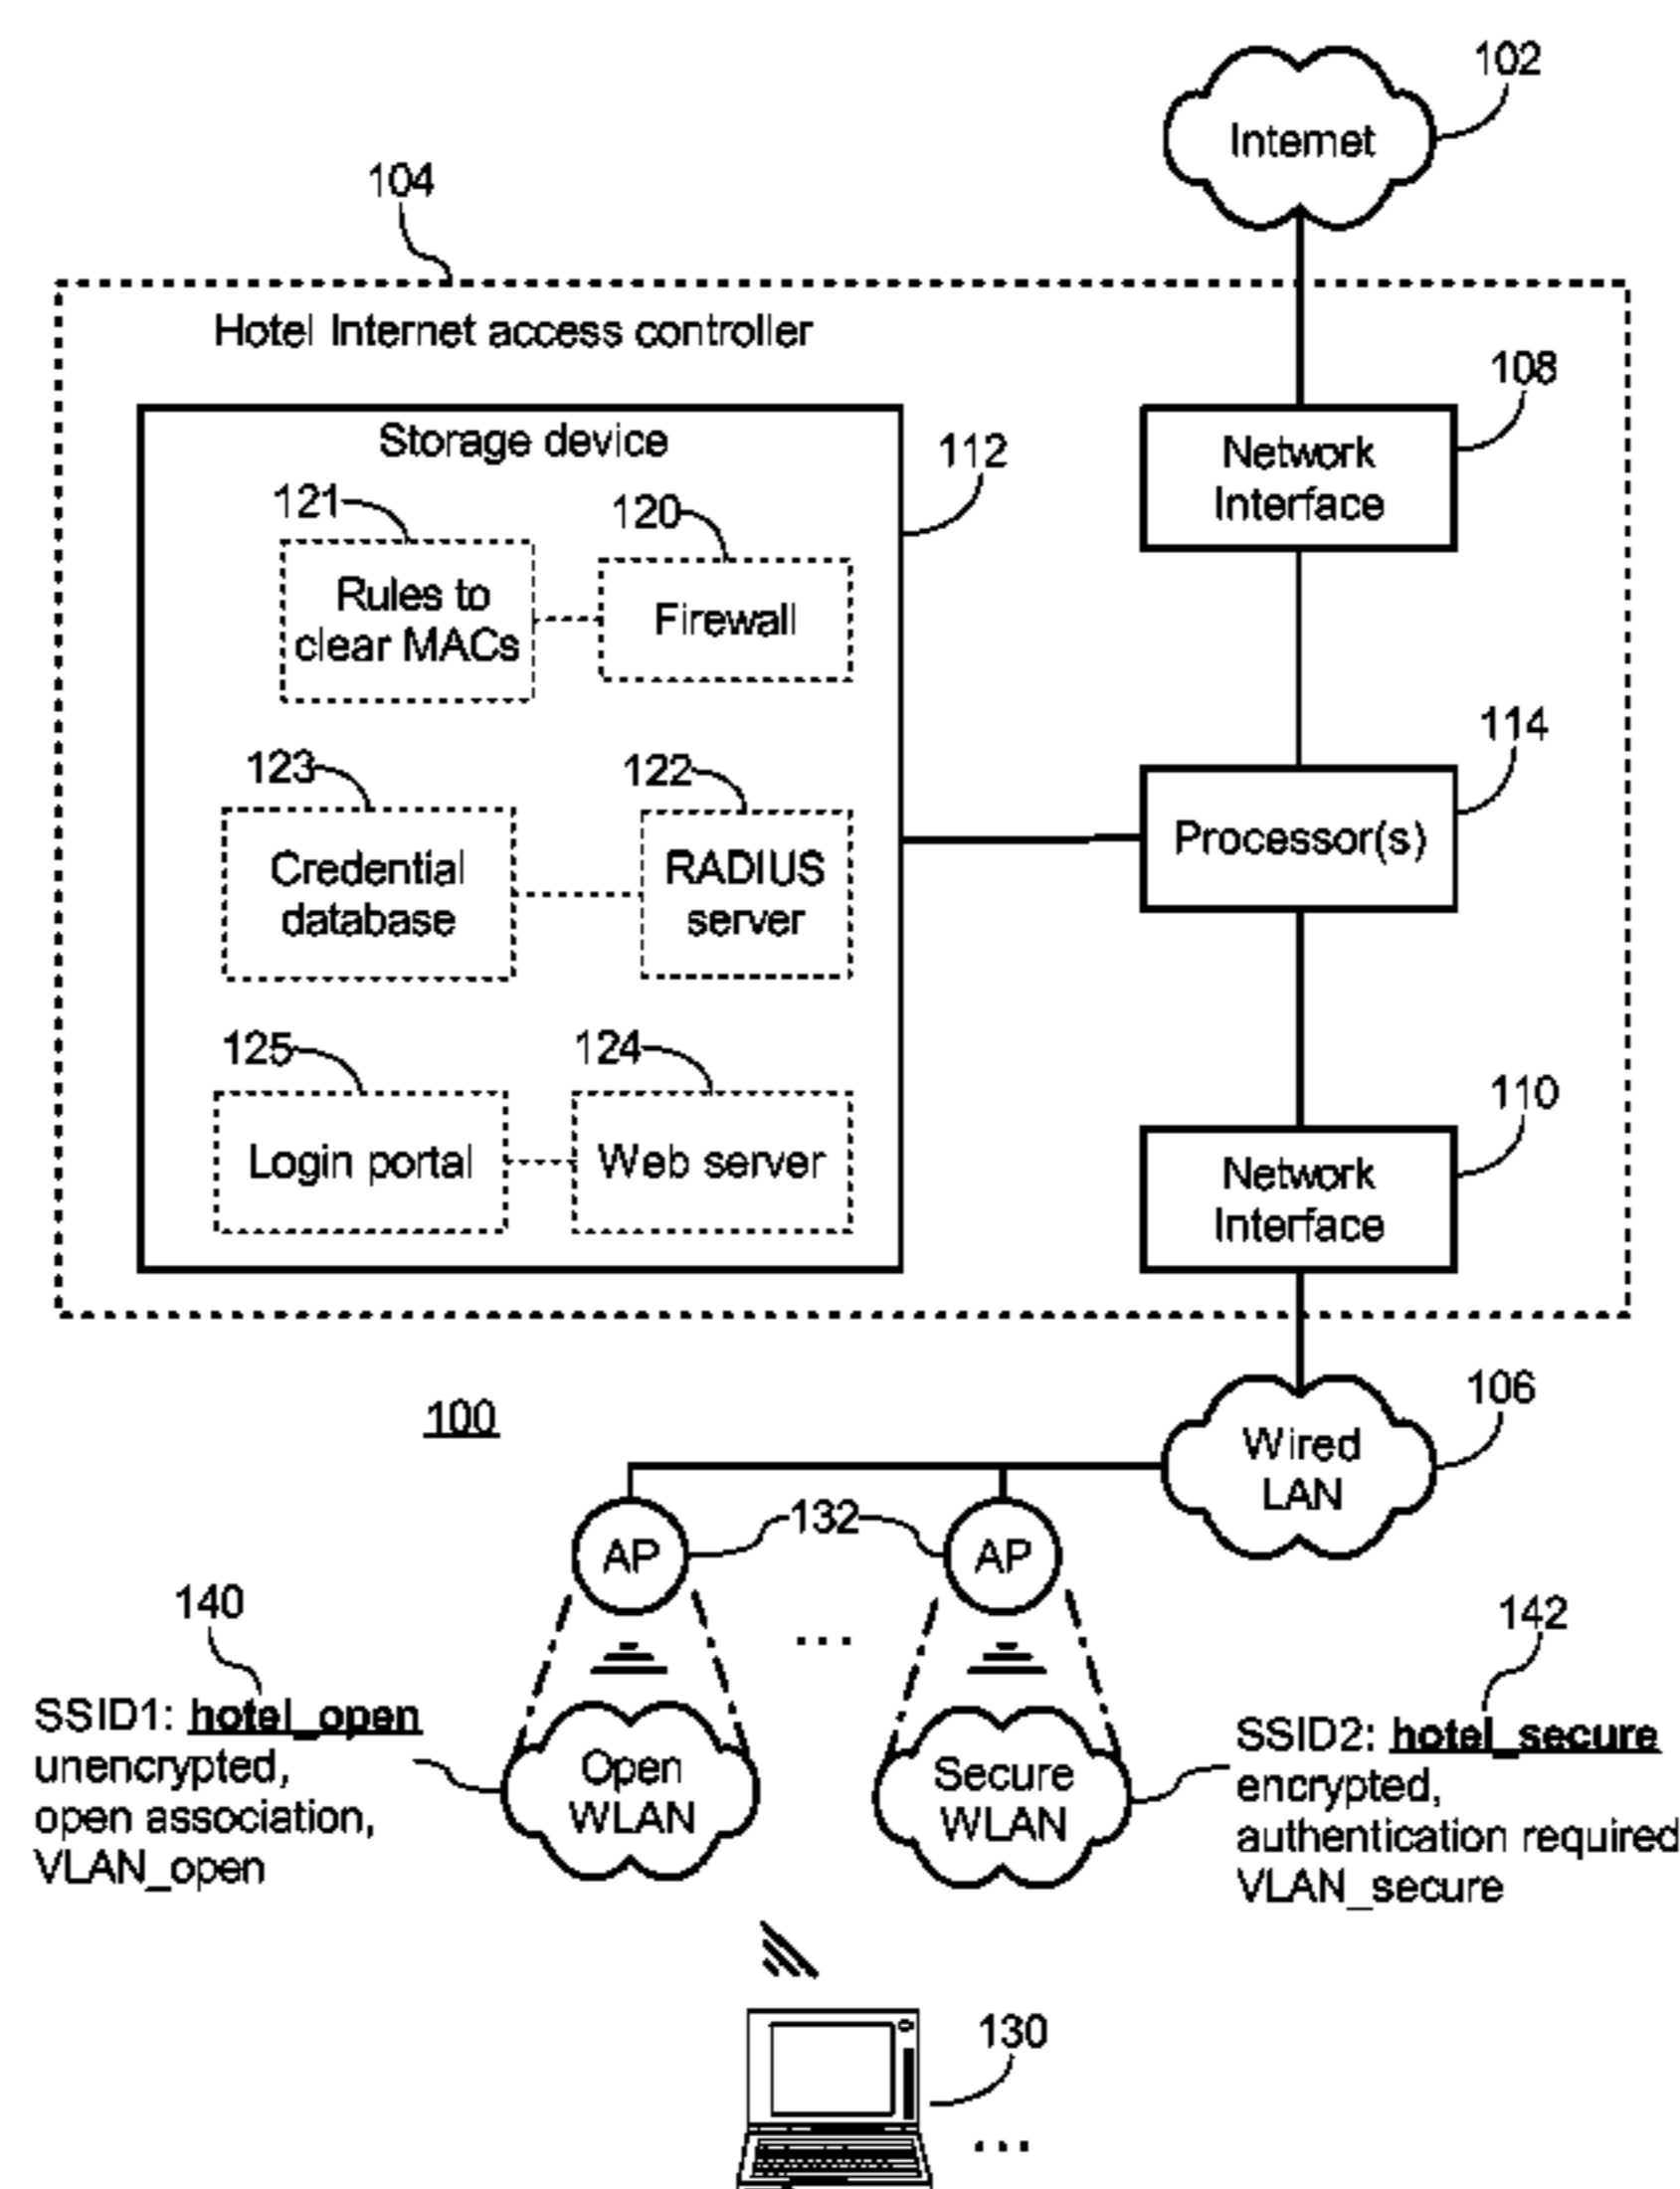 102
Internet
104
Hotel Internet access controller
108
Network
Interface
Storage device
112
121
120
Rules to
clear MACs
Firewall
114
Processor(s)
123
122
Credential
database
RADIUS
server
125
124
110
Login portal
Web server
Network
Interface
100
106
Wired
LAN
132
AP
AP
140
142
...
SSID1: hotel_open
unencrypted,
open association,
VLAN_open
Open
WLAN
Secure
WLAN
SSID2: hotel_secure
encrypted,
authentication required
VLAN_secure
130
...